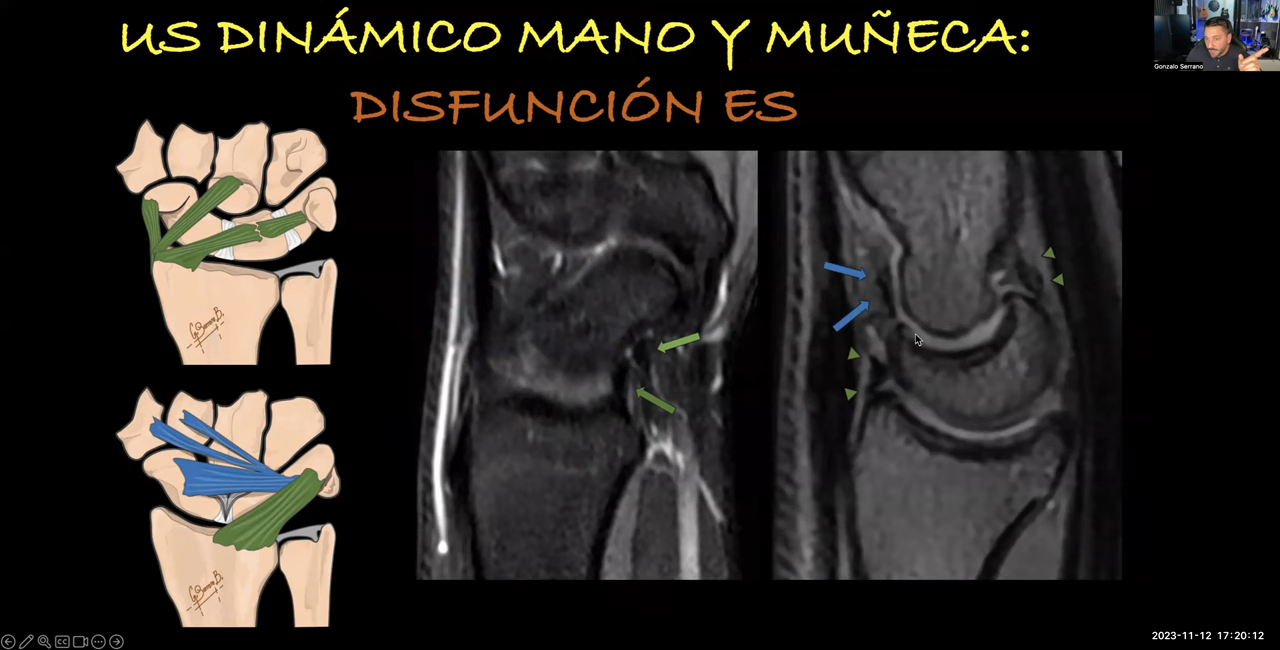 US DINÁMICO MANO Y MUÑECA:
DISFUNCIÓN ES
Gonzalo Serrano
2023-11-12 17:20:12